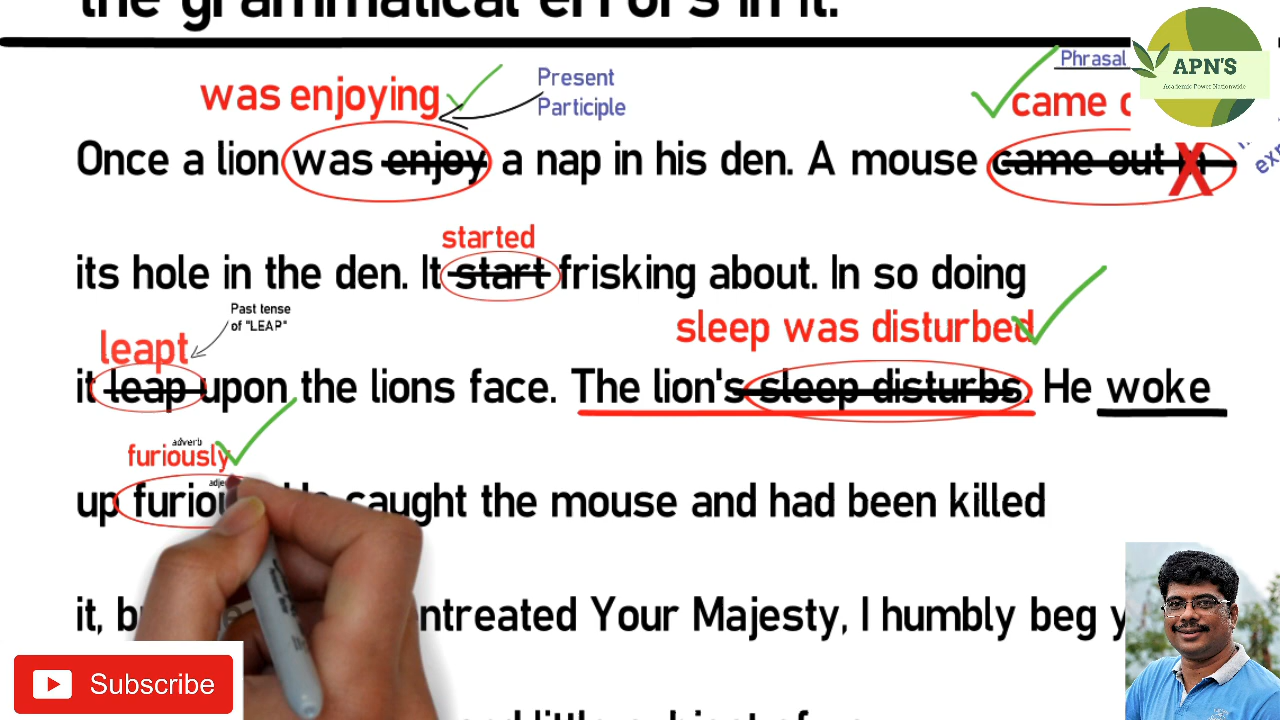 the grammatical errors in it.
APN'S
Academic Power Nationwide
Phrasal
was enjoying
Present
Participle
came
Once a lion was enjoy a nap in his den. A mouse came out
started
its hole in the den. It start frisking about. In so doing
Past tense
of "LEAP"
leapt
sleep was disturbed
it leap upon the lions face. The lion's sleep disturbs. He woke
adverb
furiously
up caught the mouse and had been killed
it, Your Majesty, I humbly beg
Subscribe